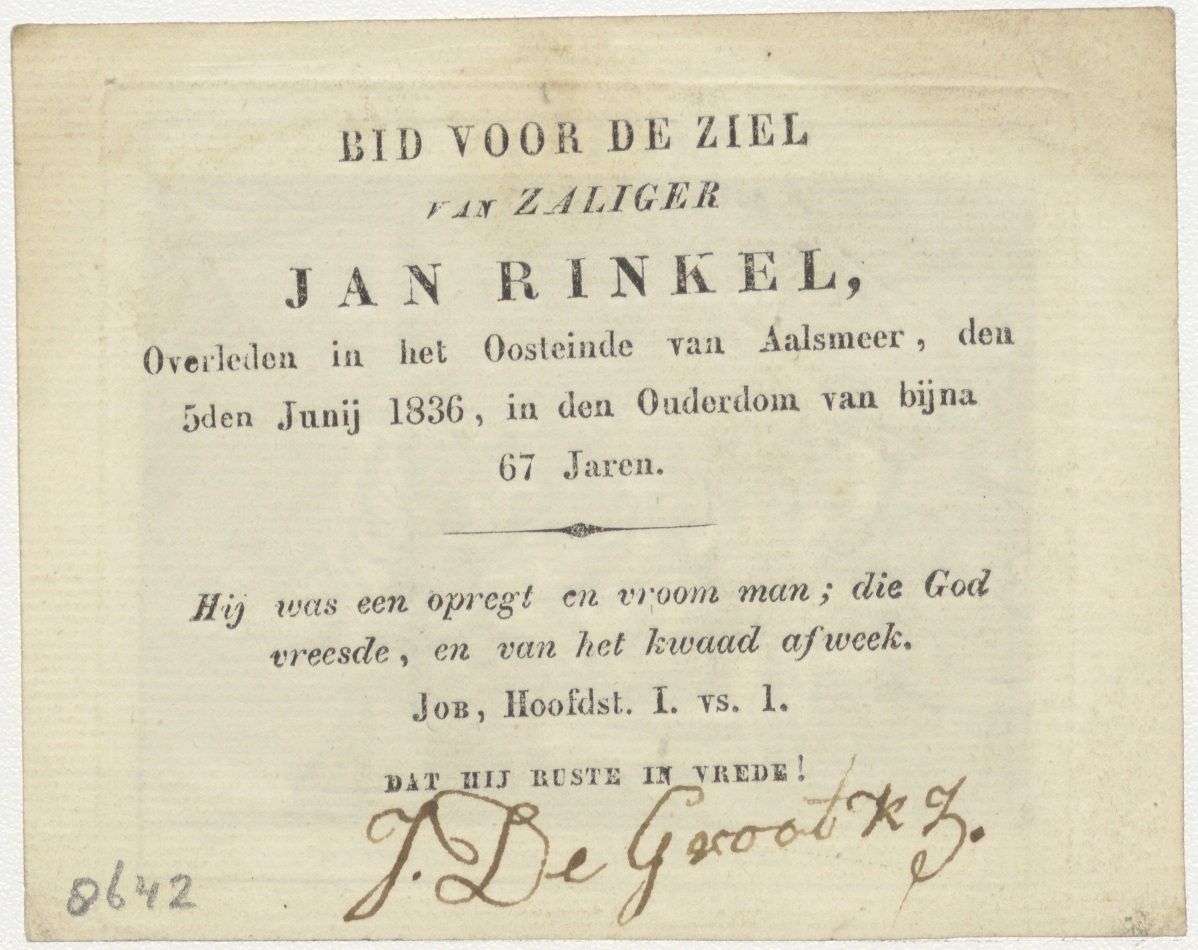 BID VOOR DE ZIEL
VAN ZALIGER
JAN RINKEL,
Overleden in het Oosteinde van Aalsmeer, den
5den Junij 1836, in den Ouderdom van bijna
67 Jaren.
Hij was een opregt en vroom man; die God
vreesde, en van het kwaad afweek.
JOB, Hoofdst. I. vs. 1.
DAT HIJ RUSTE IN VREDE!
J. De Groot K z.
8642